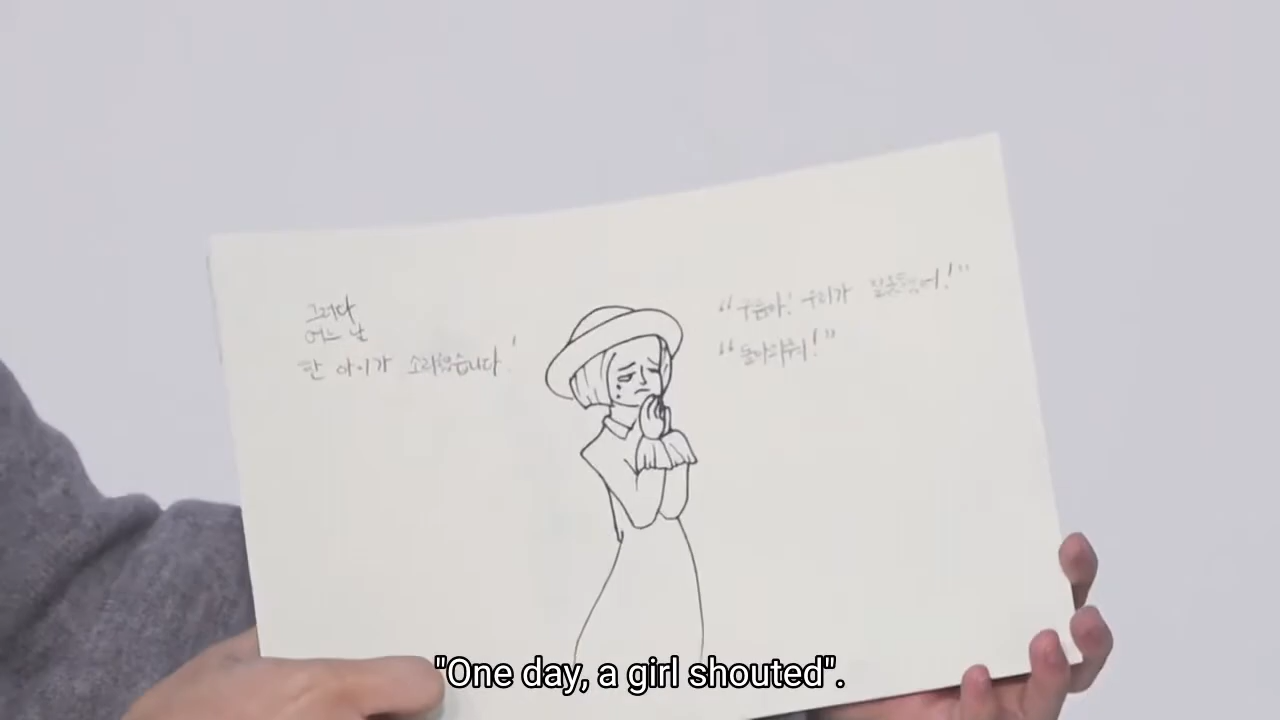 그러다
어느 날
한 아이가 소리쳤습니다.
"구름아! 우리가 잘못했어!"
"돌아와줘!"
"One day, a girl shouted".